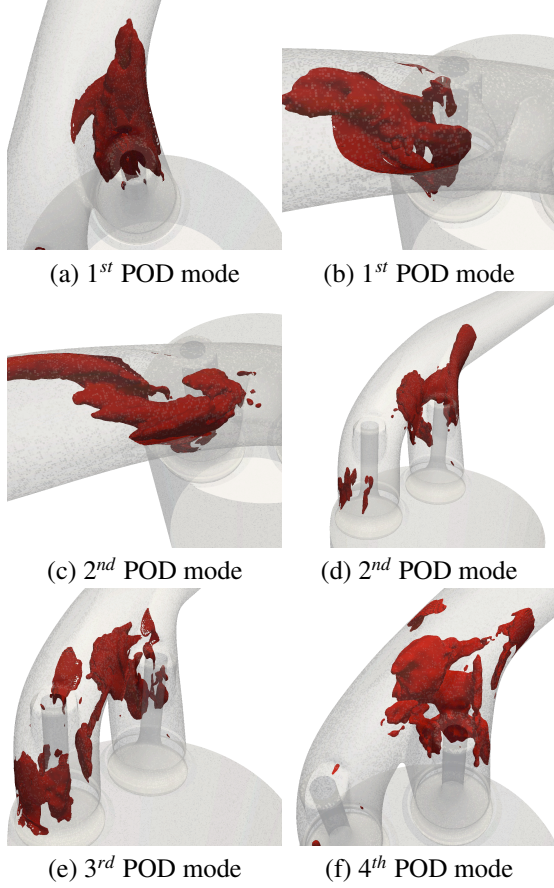 (a) 1st POD mode
(b) 1st POD mode
(c) 2nd POD mode
(d) 2nd POD mode
(e) 3rd POD mode
(f) 4th POD mode